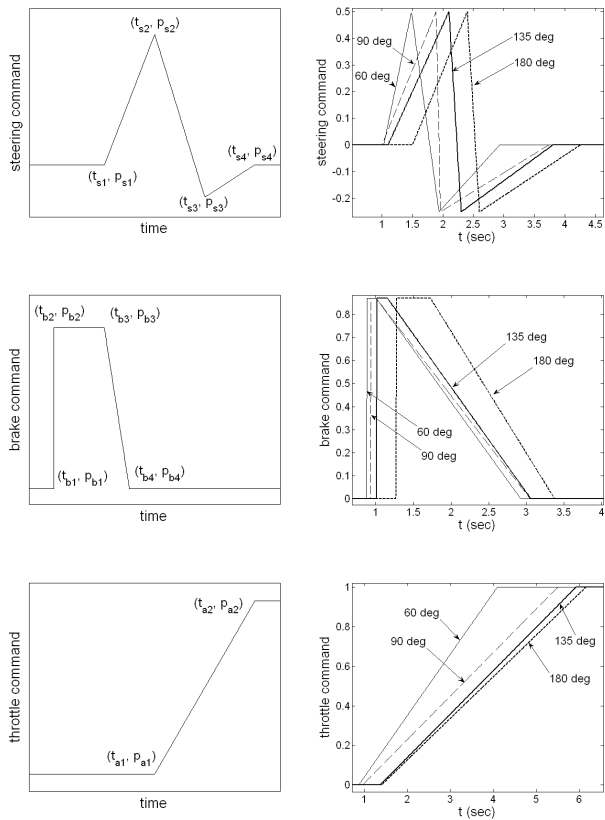 (ts2, ps2)
(ts1, ps1)
(ts3, ps3)
(ts4, ps4)
steering command
time
0.5
0.4
0.3
0.2
0.1
0
-0.1
-0.2
1
1.5
2
2.5
3
3.5
4
4.5
90 deg
60 deg
135 deg
180 deg
steering command
t (sec)
(tb2, pb2)
(tb3, pb3)
(tb1, pb1)
(tb4, pb4)
brake command
time
0.8
0.7
0.6
0.5
0.4
0.3
0.2
0.1
0
1
1.5
2
2.5
3
3.5
4
135 deg
180 deg
60 deg
90 deg
brake command
t (sec)
(ta2, pa2)
(ta1, pa1)
throttle command
time
1
0.8
0.6
0.4
0.2
0
1
2
3
4
5
6
60 deg
90 deg
135 deg
180 deg
throttle command
t (sec)